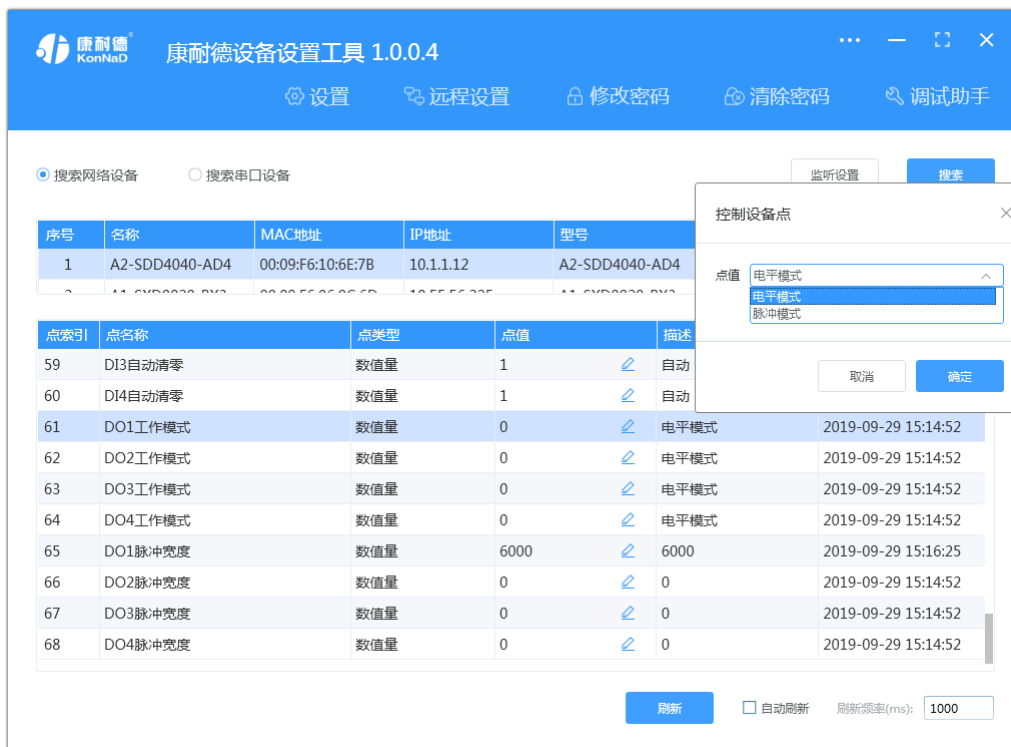 康耐德®
KonNaD
康耐德设备设置工具 1.0.0.4
设置 远程设置 修改密码 清除密码 调试助手
搜索网络设备 搜索串口设备 监听设置 搜索
控制设备点
序号 名称 MAC地址 IP地址 型号
1 A2-SDD4040-AD4 00:09:F6:10:6E:7B 10.1.1.12 A2-SDD4040-AD4
点值 电平模式
电平模式
脉冲模式
取消 确定
点索引 点名称 点类型 点值 描述
59 DI3自动清零 数值量 1 自动
60 DI4自动清零 数值量 1 自动
61 DO1工作模式 数值量 0 电平模式 2019-09-29 15:14:52
62 DO2工作模式 数值量 0 电平模式 2019-09-29 15:14:52
63 DO3工作模式 数值量 0 电平模式 2019-09-29 15:14:52
64 DO4工作模式 数值量 0 电平模式 2019-09-29 15:14:52
65 DO1脉冲宽度 数值量 6000 6000 2019-09-29 15:16:25
66 DO2脉冲宽度 数值量 0 0 2019-09-29 15:14:52
67 DO3脉冲宽度 数值量 0 0 2019-09-29 15:14:52
68 DO4脉冲宽度 数值量 0 0 2019-09-29 15:14:52
刷新 自动刷新 刷新频率(ms): 1000